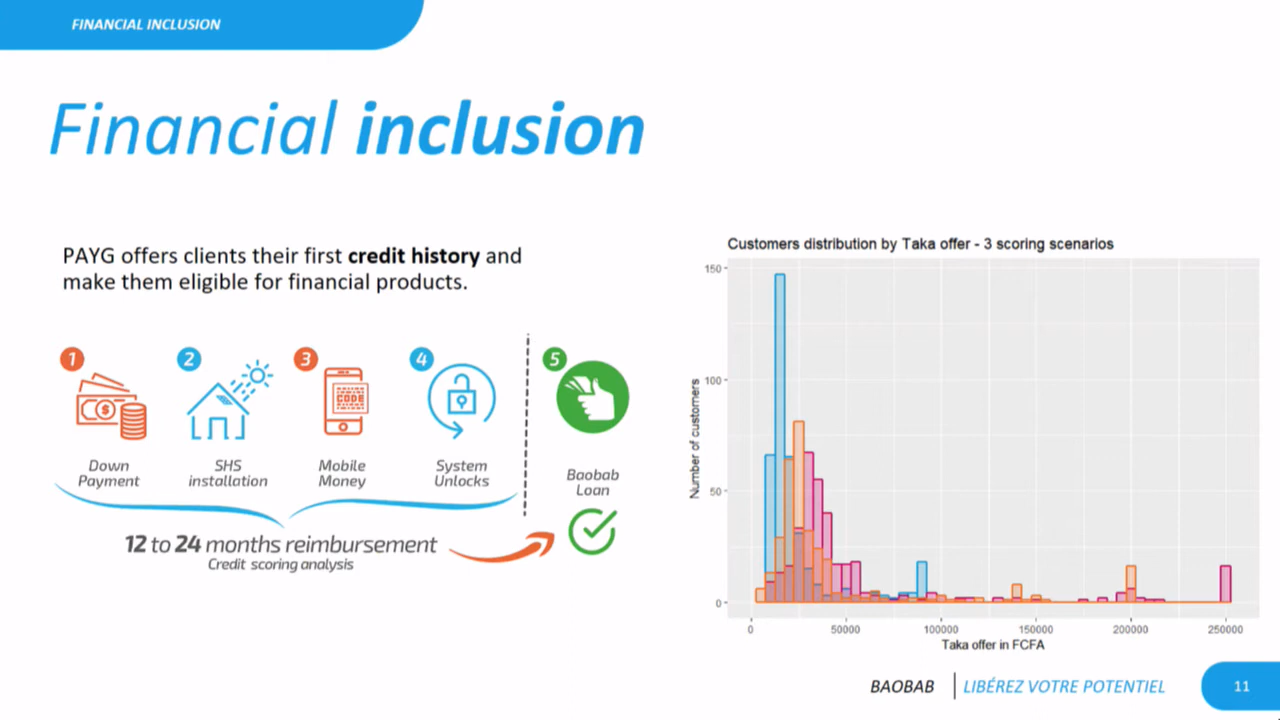 FINANCIAL INCLUSION
Financial inclusion
PAYG offers clients their first credit history and
make them eligible for financial products.
1
2
3
4
5
$
CODE
Down
Payment
SHS
installation
Mobile
Money
System
Unlocks
Baobab
Loan
12 to 24 months reimbursement
Credit scoring analysis
Customers distribution by Taka offer - 3 scoring scenarios
Number of customers
150
100
50
0
0
50000
100000
150000
200000
250000
Taka offer in FCFA
BAOBAB
LIBÉREZ VOTRE POTENTIEL
11